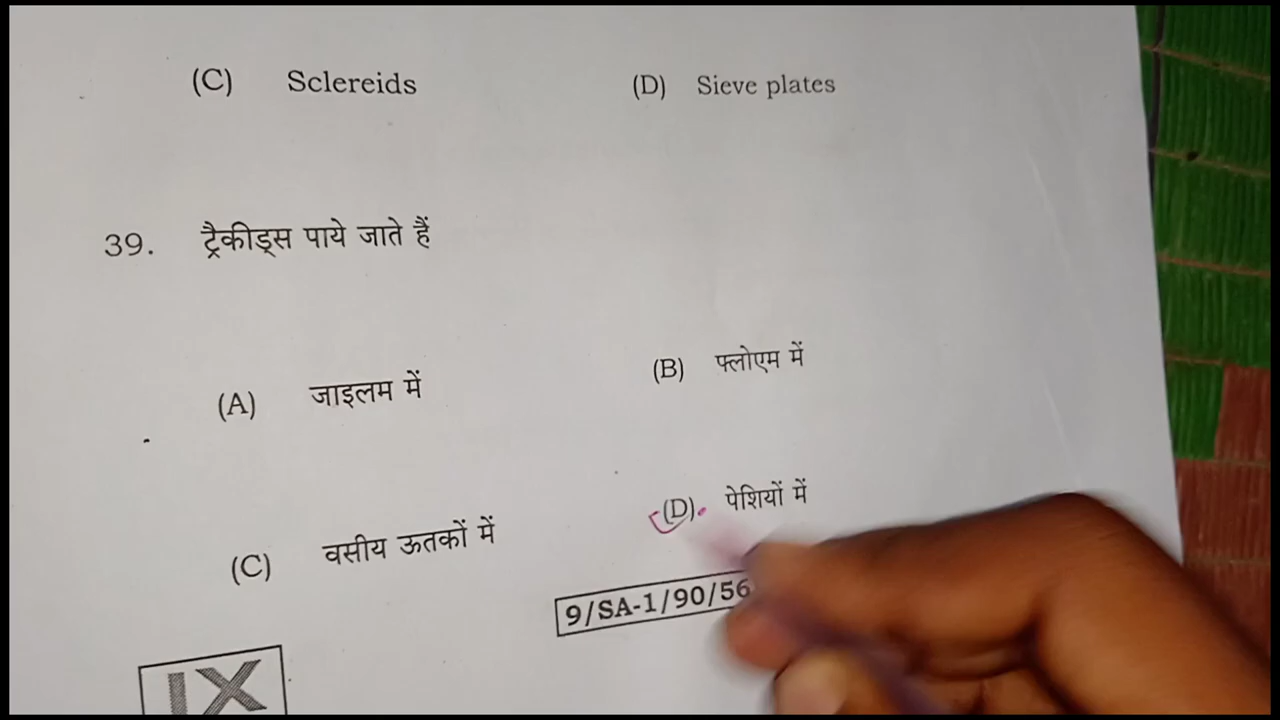 (C) Sclereids (D) Sieve plates
39. ट्रैकीड्स पाये जाते हैं
(A) जाइलम में (B) फ्लोएम में
(C) वसीय ऊतकों में (D) पेशियों में
9/SA-1/90/56
IX